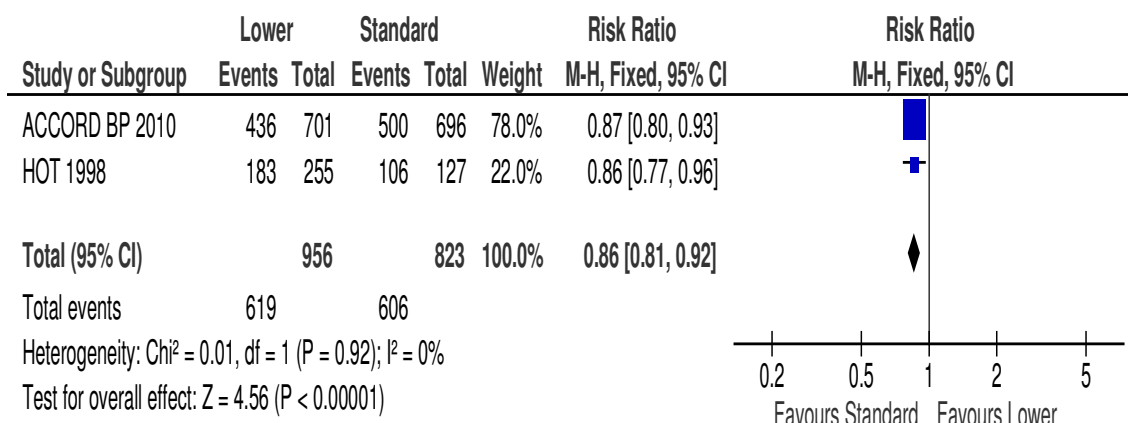 Lower Standard Risk Ratio Risk Ratio
Study or Subgroup Events Total Events Total Weight M-H, Fixed, 95% CI M-H, Fixed, 95% CI
ACCORD BP 2010 436 701 500 696 78.0% 0.87 [0.80, 0.93]
HOT 1998 183 255 106 127 22.0% 0.86 [0.77, 0.96]
Total (95% CI) 956 823 100.0% 0.86 [0.81, 0.92]
Total events 619 606
Heterogeneity: Chi² = 0.01, df = 1 (P = 0.92); I² = 0%
Test for overall effect: Z = 4.56 (P < 0.00001)
0.2 0.5 1 2 5
Favours Standard Favours Lower